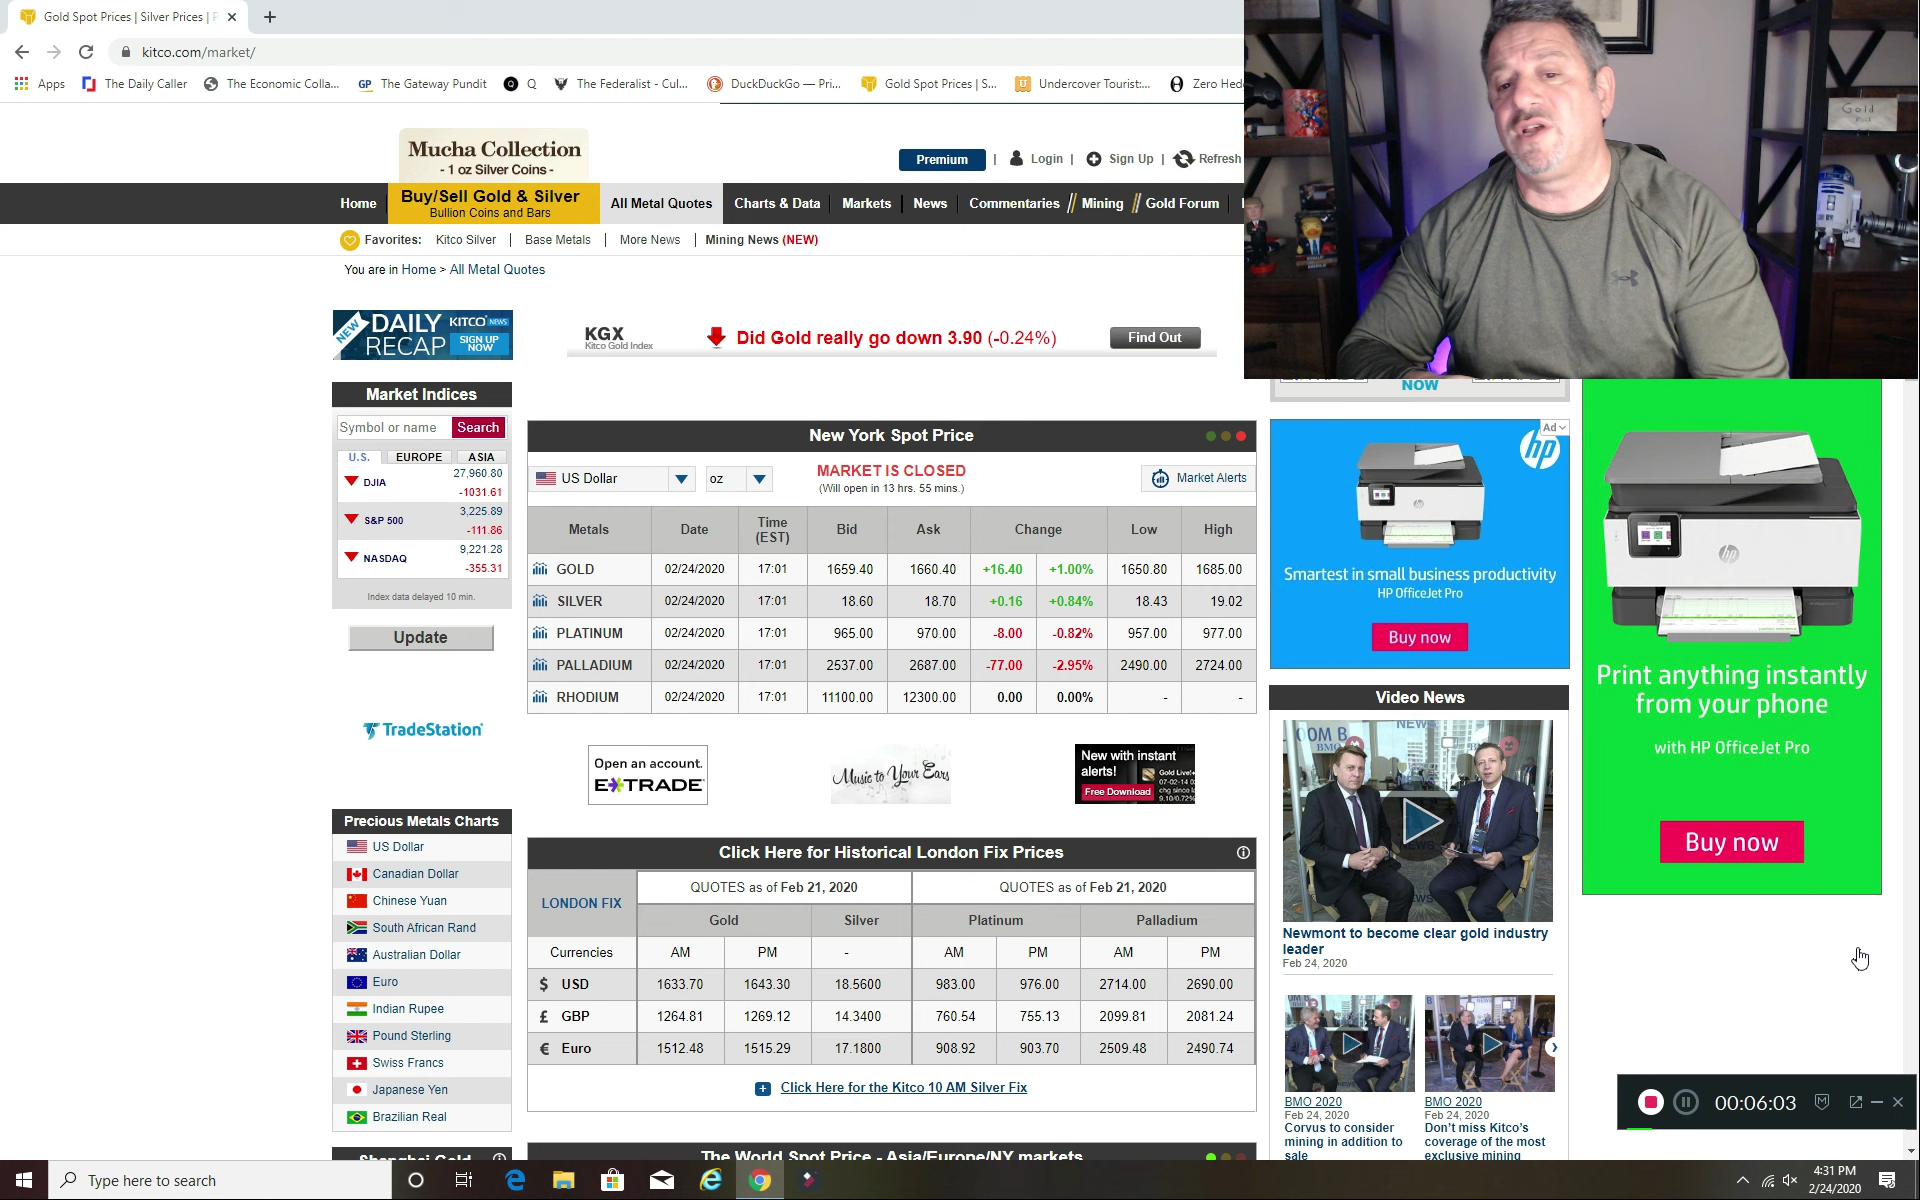 Gold Spot Prices | Silver Prices |
kitco.com/market/
Apps
The Daily Caller
The Economic Colla...
GP The Gateway Pundit
Q Q
The Federalist - Cul...
DuckDuckGo — Pri...
Gold Spot Prices | S...
Undercover Tourist:...
Zero Hed
Mucha Collection
- 1 oz Silver Coins -
Premium | Login | Sign Up | Refresh
Home
Buy/Sell Gold & Silver
Bullion Coins and Bars
All Metal Quotes
Charts & Data
Markets
News
Commentaries
Mining
Gold Forum
Favorites: Kitco Silver | Base Metals | More News | Mining News (NEW)
You are in Home > All Metal Quotes
NEW DAILY RECAP KITCO NEWS SIGN UP NOW
KGX
Kitco Gold Index
Did Gold really go down 3.90 (-0.24%)
Find Out
Market Indices
Symbol or name Search
U.S. EUROPE ASIA
DJIA 27,960.80
-1031.61
S&P 500 3,225.89
-111.86
NASDAQ 9,221.28
-355.31
Index data delayed 10 min.
Update
TradeStation
Precious Metals Charts
US Dollar
Canadian Dollar
Chinese Yuan
South African Rand
Australian Dollar
Euro
Indian Rupee
Pound Sterling
Swiss Francs
Japanese Yen
Brazilian Real
Shanghai Gold
New York Spot Price
US Dollar oz
MARKET IS CLOSED
(Will open in 13 hrs. 55 mins.)
Market Alerts
Metals Date Time (EST) Bid Ask Change Low High
GOLD 02/24/2020 17:01 1659.40 1660.40 +16.40 +1.00% 1650.80 1685.00
SILVER 02/24/2020 17:01 18.60 18.70 +0.16 +0.84% 18.43 19.02
PLATINUM 02/24/2020 17:01 965.00 970.00 -8.00 -0.82% 957.00 977.00
PALLADIUM 02/24/2020 17:01 2537.00 2687.00 -77.00 -2.95% 2490.00 2724.00
RHODIUM 02/24/2020 17:01 11100.00 12300.00 0.00 0.00% - -
Open an account.
E*TRADE
Music to Your Ears
New with instant
alerts!
Gold Live!
Free Download
Click Here for Historical London Fix Prices
LONDON FIX
QUOTES as of Feb 21, 2020 QUOTES as of Feb 21, 2020
Gold Silver Platinum Palladium
Currencies AM PM - AM PM AM PM
$ USD 1633.70 1643.30 18.5600 983.00 976.00 2714.00 2690.00
£ GBP 1264.81 1269.12 14.3400 760.54 755.13 2099.81 2081.24
€ Euro 1512.48 1515.29 17.1800 908.92 903.70 2509.48 2490.74
Click Here for the Kitco 10 AM Silver Fix
The World Spot Price - Asia/Europe/NY markets
NOW
Ad
hp
Smartest in small business productivity
HP OfficeJet Pro
Buy now
Video News
Newmont to become clear gold industry
leader
Feb 24, 2020
BMO 2020
Feb 24, 2020
Corvus to consider
mining in addition to
sale
BMO 2020
Feb 24, 2020
Don't miss Kitco's
coverage of the most
exclusive mining
hp
Print anything instantly
from your phone
with HP OfficeJet Pro
Buy now
Gold
00:06:03
Type here to search
4:31 PM
2/24/2020